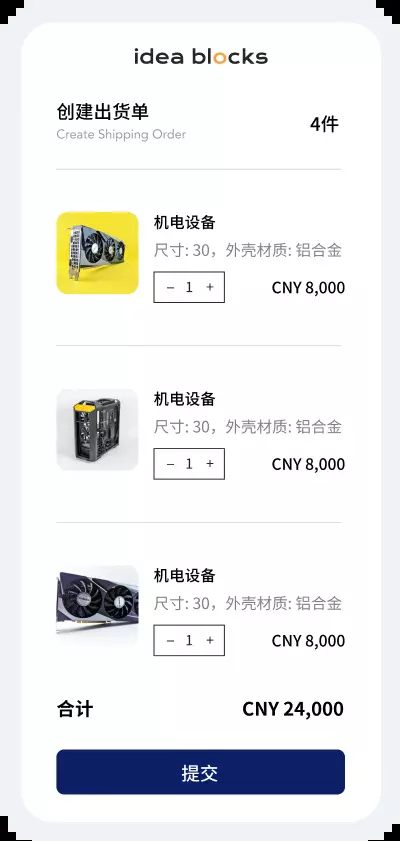 idea blocks
创建出货单
Create Shipping Order
4件
机电设备
尺寸: 30，外壳材质: 铝合金
– 1 + CNY 8,000
机电设备
尺寸: 30，外壳材质: 铝合金
– 1 + CNY 8,000
机电设备
尺寸: 30，外壳材质: 铝合金
– 1 + CNY 8,000
合计 CNY 24,000
提交